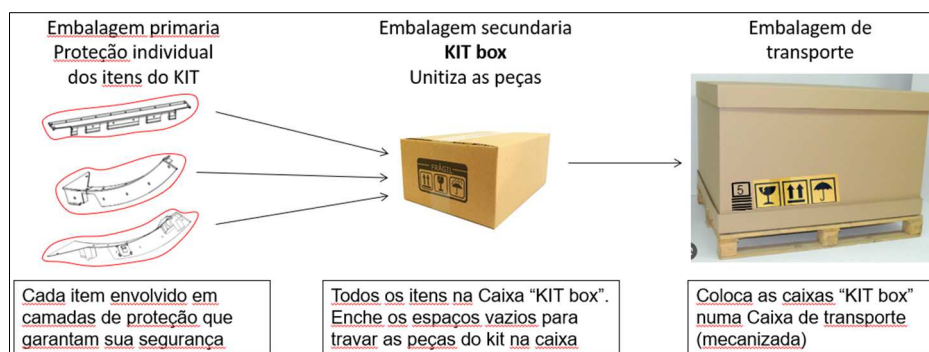 Embalagem primaria
Proteção individual
dos itens do KIT
Embalagem secundaria
KIT box
Unitiza as peças
Embalagem de
transporte
FRÁGIL
5
Cada item envolvido em
camadas de proteção que
garantam sua segurança
Todos os itens na Caixa “KIT box”.
Enche os espaços vazios para
travar as peças do kit na caixa
Coloca as caixas “KIT box”
numa Caixa de transporte
(mecanizada)